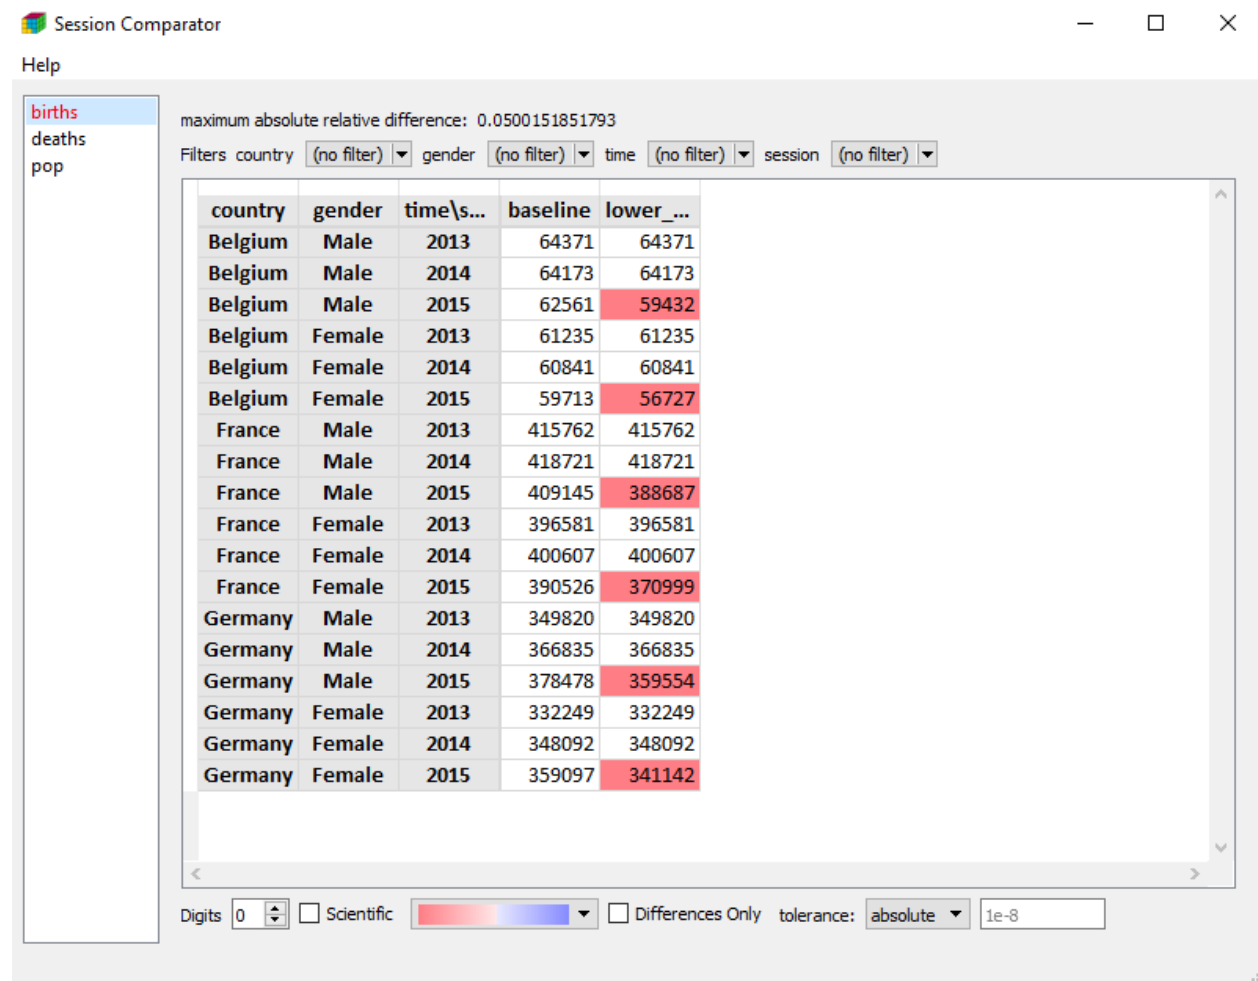 Session Comparator
Help
births
deaths
pop
maximum absolute relative difference: 0.0500151851793
Filters country (no filter) gender (no filter) time (no filter) session (no filter)
country gender time\s... baseline lower_...
Belgium Male 2013 64371 64371
Belgium Male 2014 64173 64173
Belgium Male 2015 62561 59432
Belgium Female 2013 61235 61235
Belgium Female 2014 60841 60841
Belgium Female 2015 59713 56727
France Male 2013 415762 415762
France Male 2014 418721 418721
France Male 2015 409145 388687
France Female 2013 396581 396581
France Female 2014 400607 400607
France Female 2015 390526 370999
Germany Male 2013 349820 349820
Germany Male 2014 366835 366835
Germany Male 2015 378478 359554
Germany Female 2013 332249 332249
Germany Female 2014 348092 348092
Germany Female 2015 359097 341142
Digits 0 Scientific Differences Only tolerance: absolute 1e-8